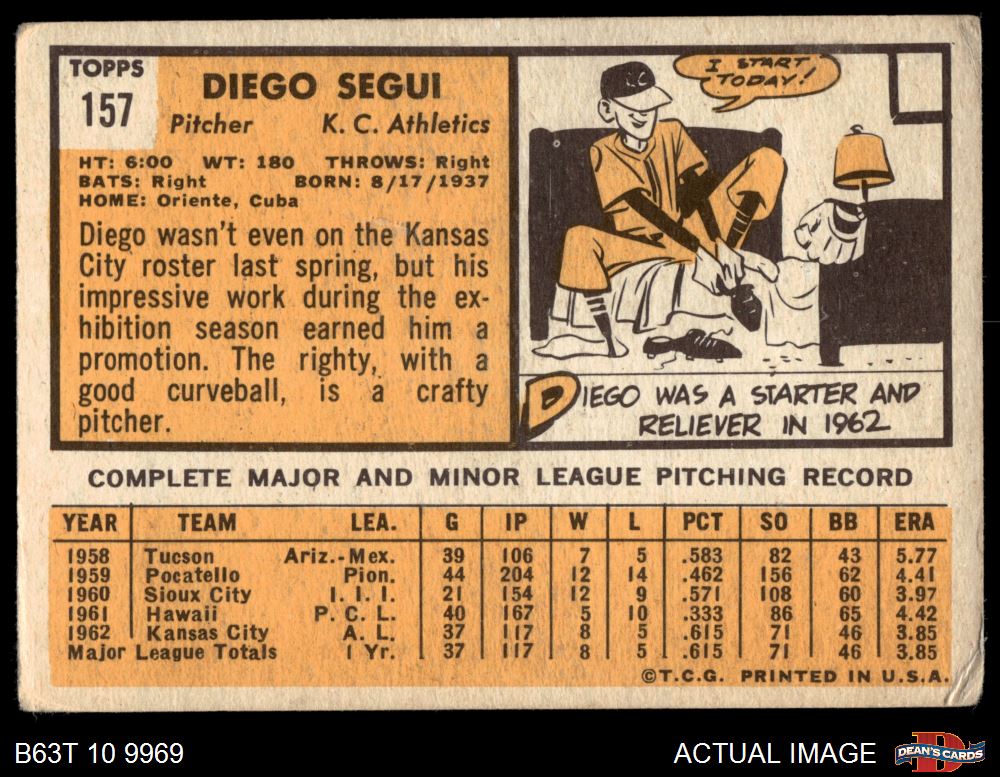 TOPPS
157
DIEGO SEGUI
Pitcher K. C. Athletics
HT: 6:00 WT: 180 THROWS: Right
BATS: Right BORN: 8/17/1937
HOME: Oriente, Cuba
Diego wasn't even on the Kansas
City roster last spring, but his
impressive work during the ex-
hibition season earned him a
promotion. The righty, with a
good curveball, is a crafty
pitcher.
KC
I START
TODAY!
DIEGO WAS A STARTER AND
RELIEVER IN 1962
COMPLETE MAJOR AND MINOR LEAGUE PITCHING RECORD
YEAR TEAM LEA. G IP W L PCT SO BB ERA
1958 Tucson Ariz.-Mex. 39 106 7 5 .583 82 43 5.77
1959 Pocatello Pion. 44 204 12 14 .462 156 62 4.41
1960 Sioux City I. I. I. 21 154 12 9 .571 108 60 3.97
1961 Hawaii P. C. L. 40 167 5 10 .333 86 65 4.42
1962 Kansas City A. L. 37 117 8 5 .615 71 46 3.85
Major League Totals 1 Yr. 37 117 8 5 .615 71 46 3.85
©T.C.G. PRINTED IN U.S.A.
B63T 10 9969
ACTUAL IMAGE
DEAN'S CARDS